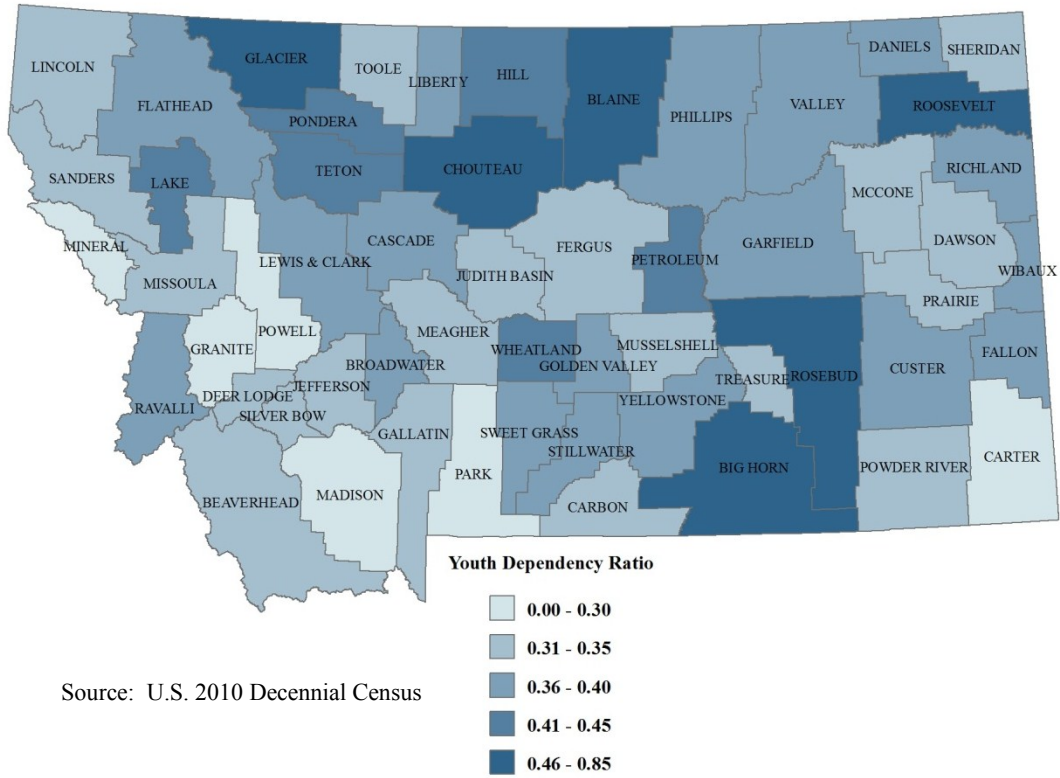 LINCOLN
FLATHEAD
GLACIER
TOOLE
LIBERTY
HILL
BLAINE
PHILLIPS
VALLEY
DANIELS
SHERIDAN
ROOSEVELT
PONDERA
TETON
CHOUTEAU
RICHLAND
SANDERS
LAKE
MCCONE
DAWSON
MINERAL
MISSOULA
LEWIS & CLARK
CASCADE
JUDITH BASIN
FERGUS
PETROLEUM
GARFIELD
WIBAUX
PRAIRIE
GRANITE
POWELL
MEAGHER
WHEATLAND
GOLDEN VALLEY
MUSSELSHELL
TREASURE
ROSEBUD
CUSTER
FALLON
RAVALLI
DEER LODGE
SILVER BOW
JEFFERSON
BROADWATER
GALLATIN
PARK
SWEET GRASS
STILLWATER
YELLOWSTONE
BIG HORN
POWDER RIVER
CARTER
BEAVERHEAD
MADISON
CARBON
Youth Dependency Ratio
0.00 - 0.30
0.31 - 0.35
0.36 - 0.40
0.41 - 0.45
0.46 - 0.85
Source: U.S. 2010 Decennial Census